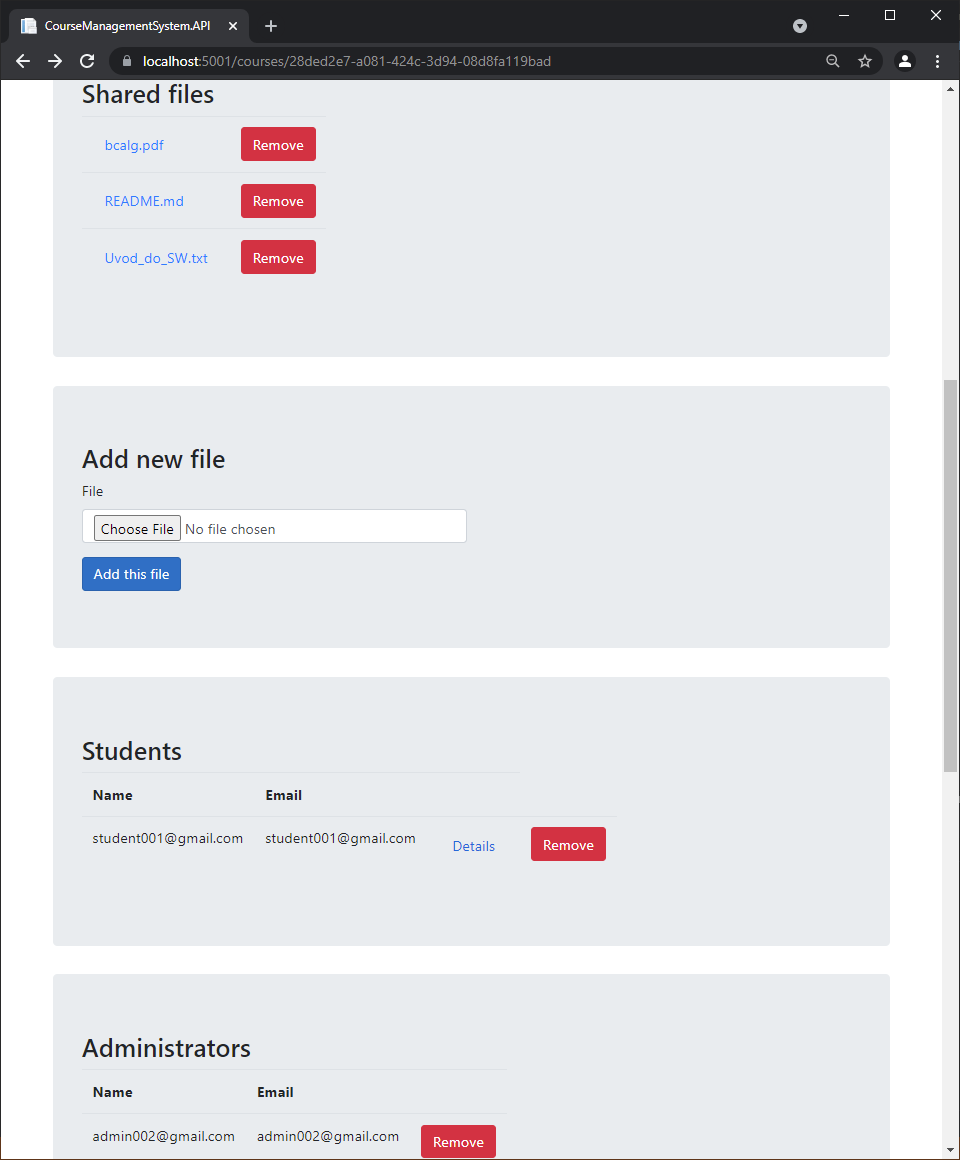 CourseManagementSystem.API
localhost:5001/courses/28ded2e7-a081-424c-3d94-08d8fa119bad
Shared files
bcalg.pdf Remove
README.md Remove
Uvod_do_SW.txt Remove
Add new file
File
Choose File No file chosen
Add this file
Students
Name Email
student001@gmail.com student001@gmail.com Details Remove
Administrators
Name Email
admin002@gmail.com admin002@gmail.com Remove